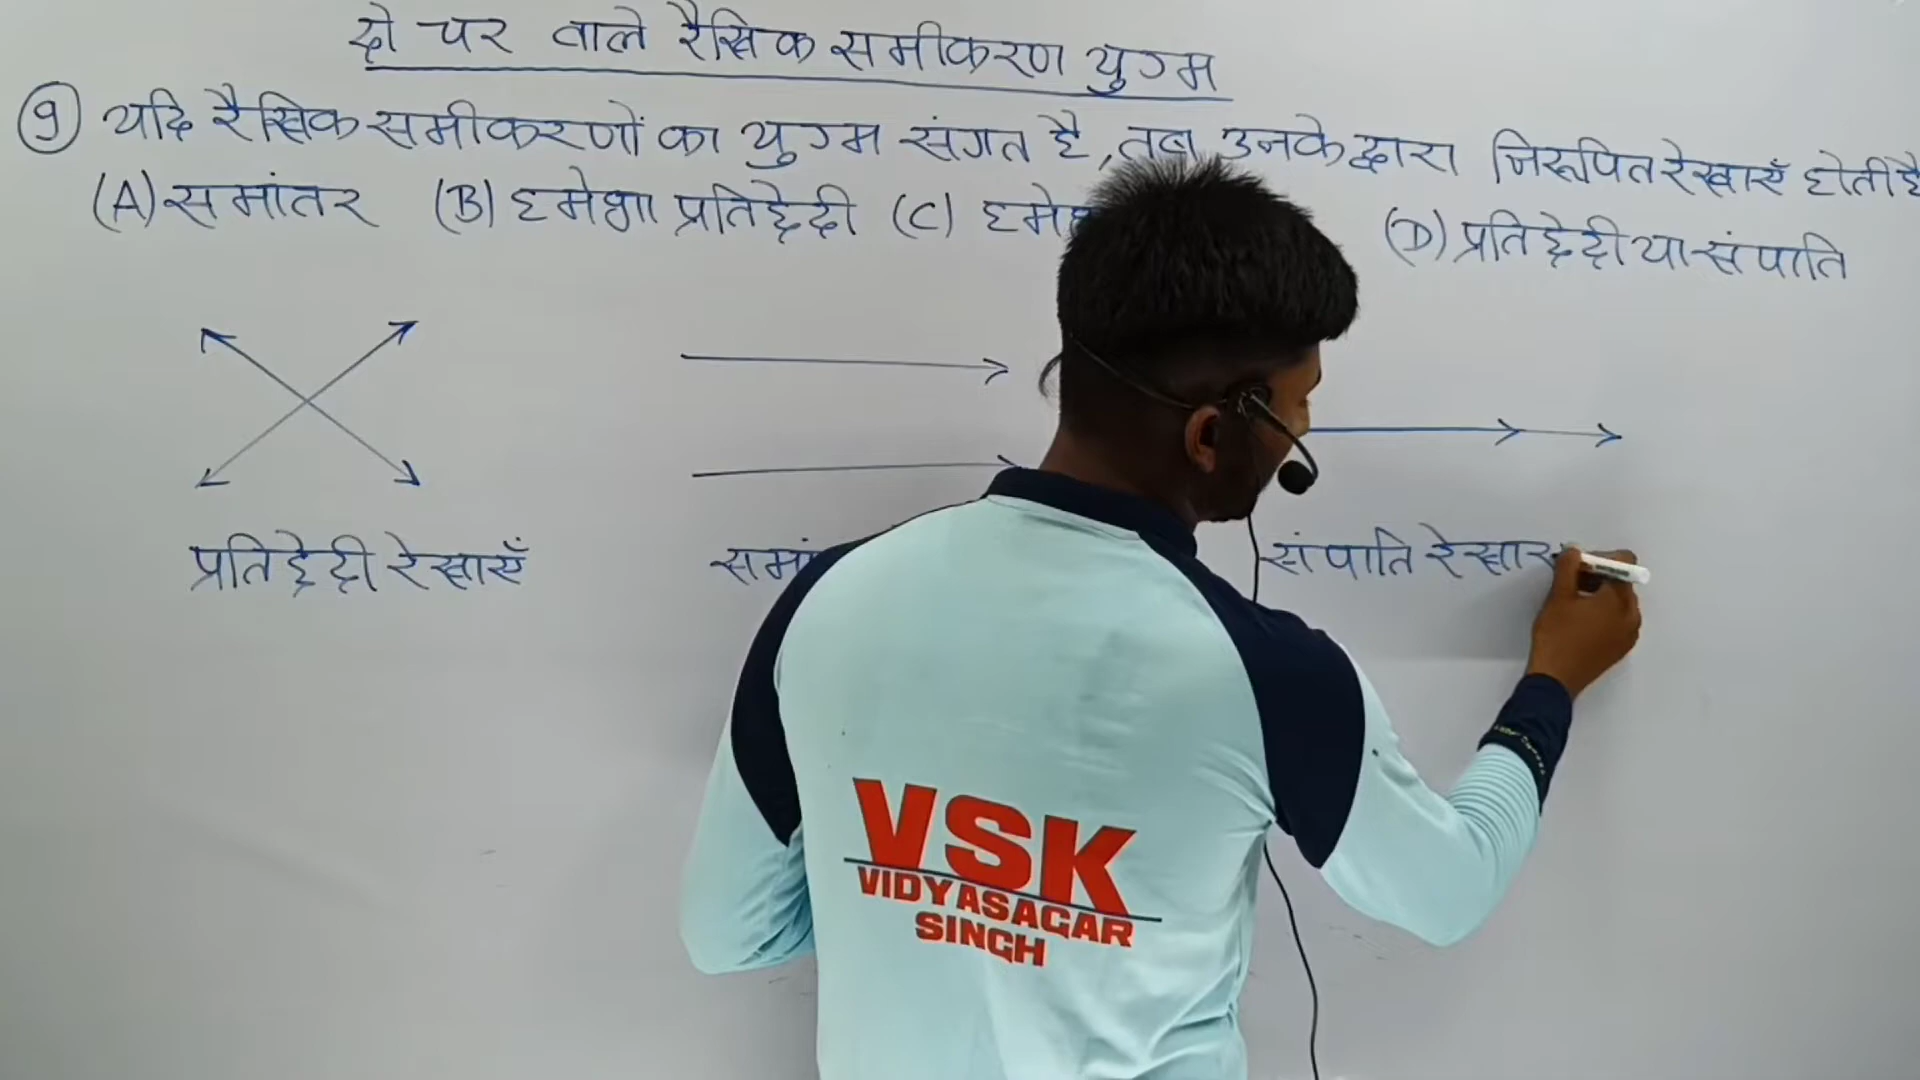 दो चर वाले रैखिक समीकरण युग्म
9 यदि रैखिक समीकरणों का युग्म संगत है, तब उनके द्वारा निरूपित रेखाएँ होती है
(A) समांतर (B) हमेशा प्रतिच्छेदी (C) (D) प्रतिच्छेदी या संपाति
प्रतिच्छेदी रेखाएँ
संपाति
VSK
VIDYASAGAR
SINGH